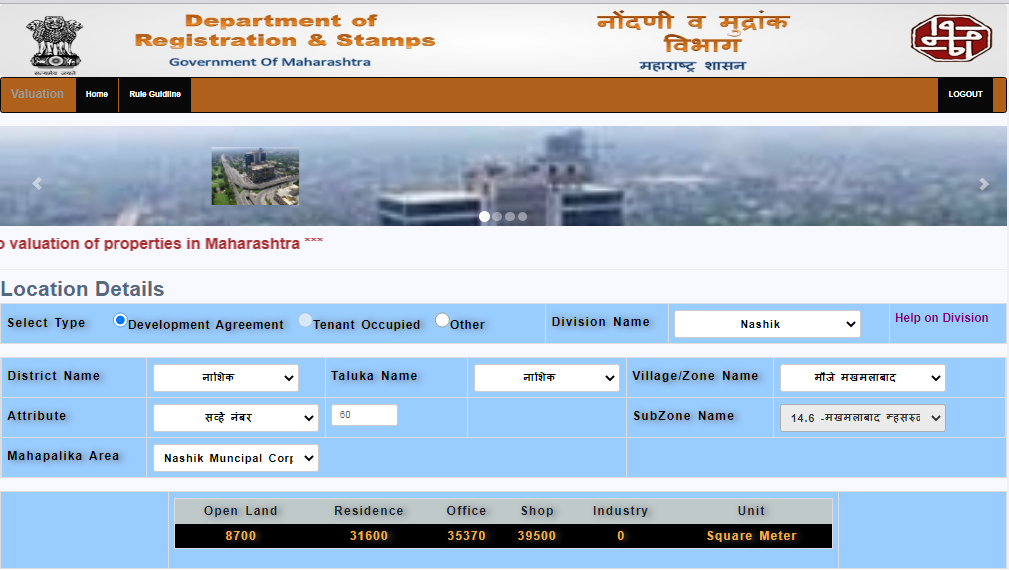 Department of
Registration & Stamps
Government Of Maharashtra
नोंदणी व मुद्रांक
विभाग
महाराष्ट्र शासन
सत्यमेव जयते
Valuation Home Rule Guidline LOGOUT
valuation of properties in Maharashtra ***
Location Details
Select Type Development Agreement Tenant Occupied Other Division Name Nashik Help on Division
District Name नाशिक Taluka Name नाशिक Village/Zone Name मौजे मखमलाबाद
Attribute सर्व्हे नंबर 60 SubZone Name 14.6 -मखमलाबाद
Mahapalika Area Nashik Muncipal Corp
Open Land Residence Office Shop Industry Unit
8700 31600 35370 39500 0 Square Meter